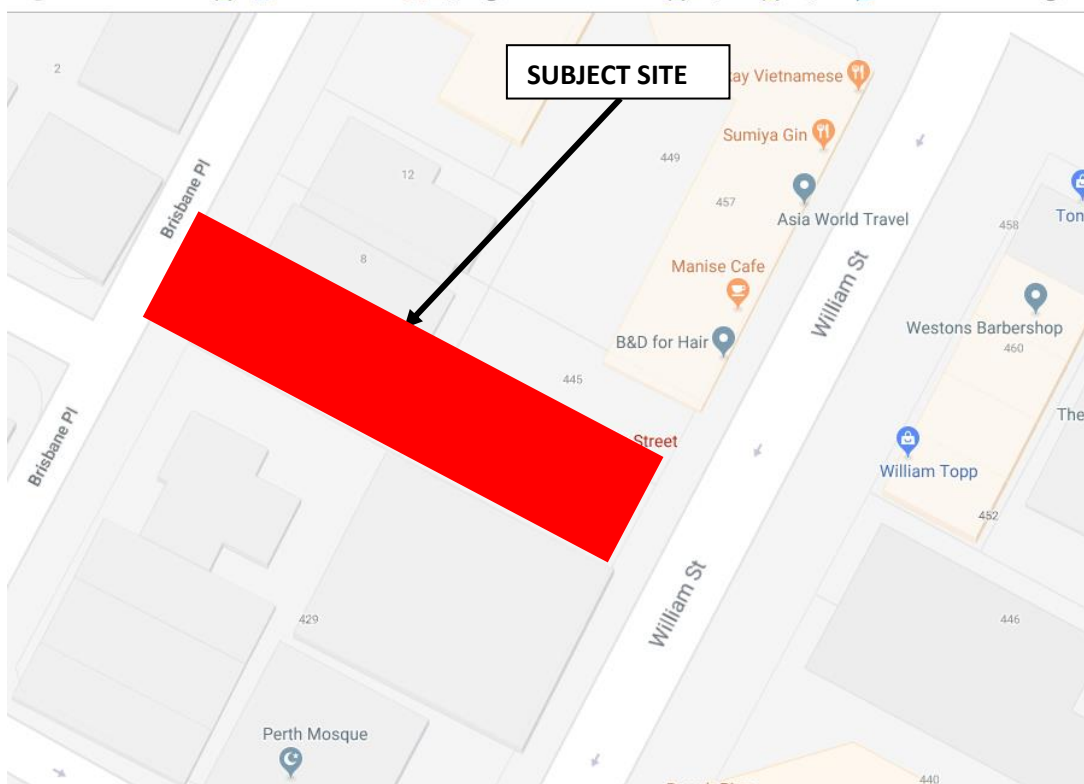 SUBJECT SITE
2
Vietnamese
Sumiya Gin
449
12
457
Asia World Travel
458
Brisbane Pl
8
Manise Cafe
William St
Westons Barbershop
460
B&D for Hair
445
The
Street
Brisbane Pl
William Topp
452
William St
429
446
Perth Mosque
440